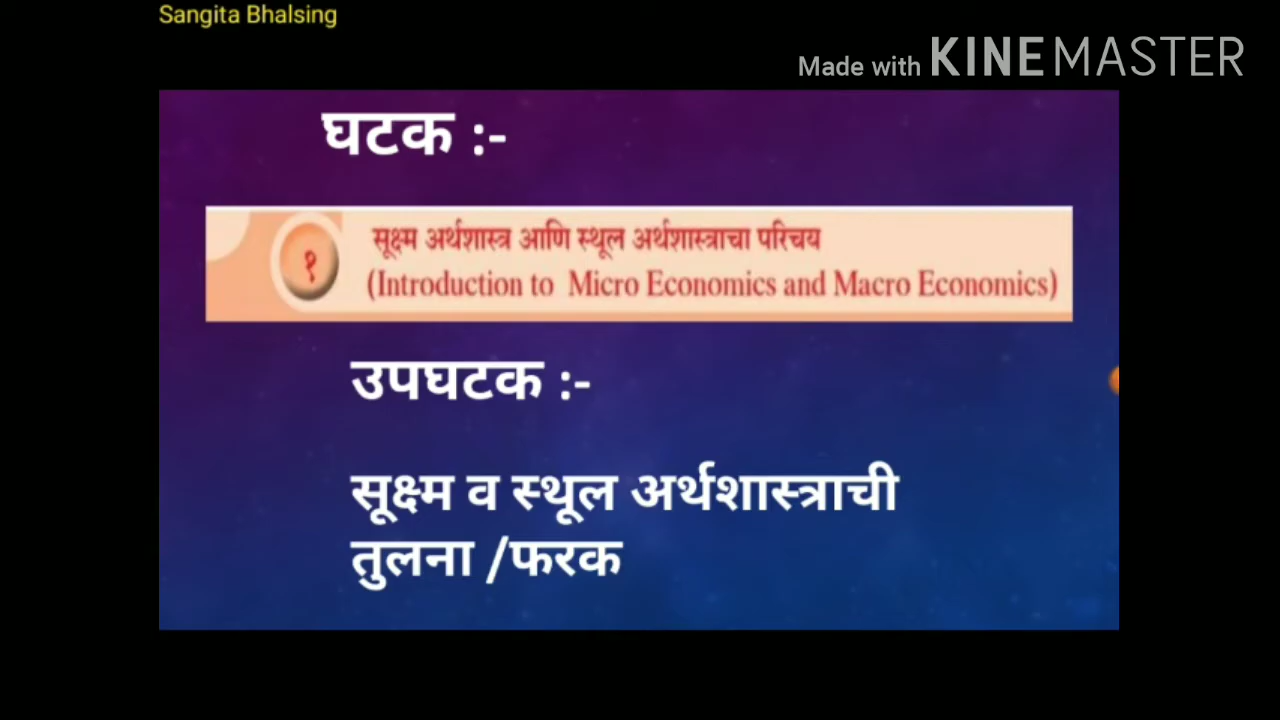 Sangita Bhalsing
Made with KINEMASTER
घटक :-
१
सूक्ष्म अर्थशास्त्र आणि स्थूल अर्थशास्त्राचा परिचय
(Introduction to Micro Economics and Macro Economics)
उपघटक :-
सूक्ष्म व स्थूल अर्थशास्त्राची
तुलना /फरक